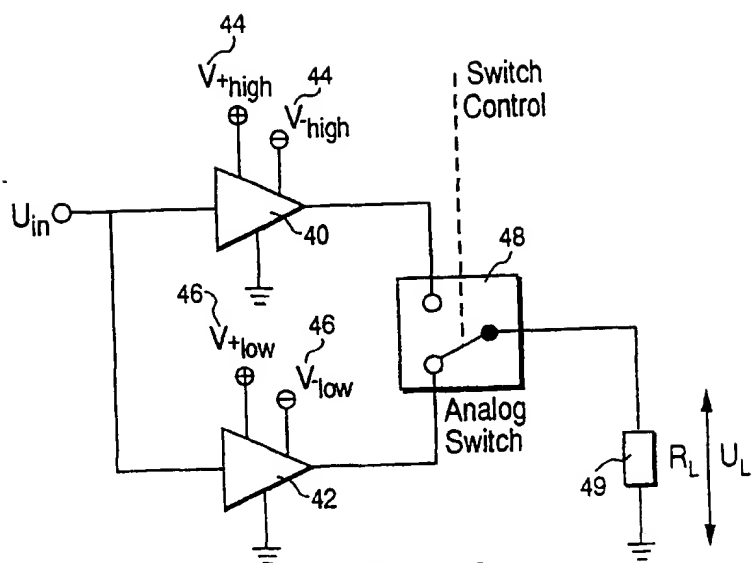 44
V+high
44
V-high
Switch
Control
Uin
40
48
46
V+low
46
V-low
Analog
Switch
42
49
RL
UL